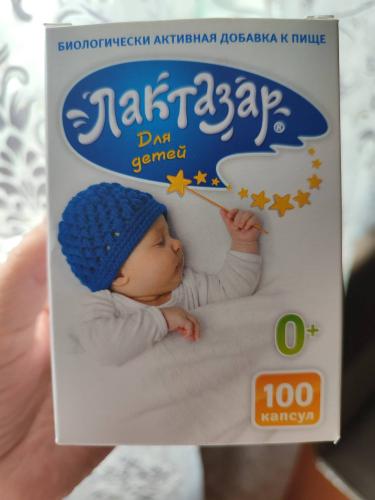 БИОЛОГИЧЕСКИ АКТИВНАЯ ДОБАВКА К ПИЩЕ
Лактазар®
Для
детей
0+
100
капсул